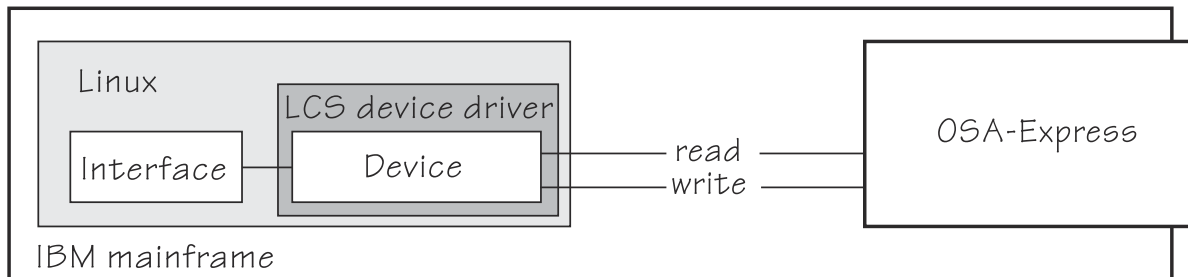 Linux
LCS device driver
Interface
Device
read
write
OSA-Express
IBM mainframe